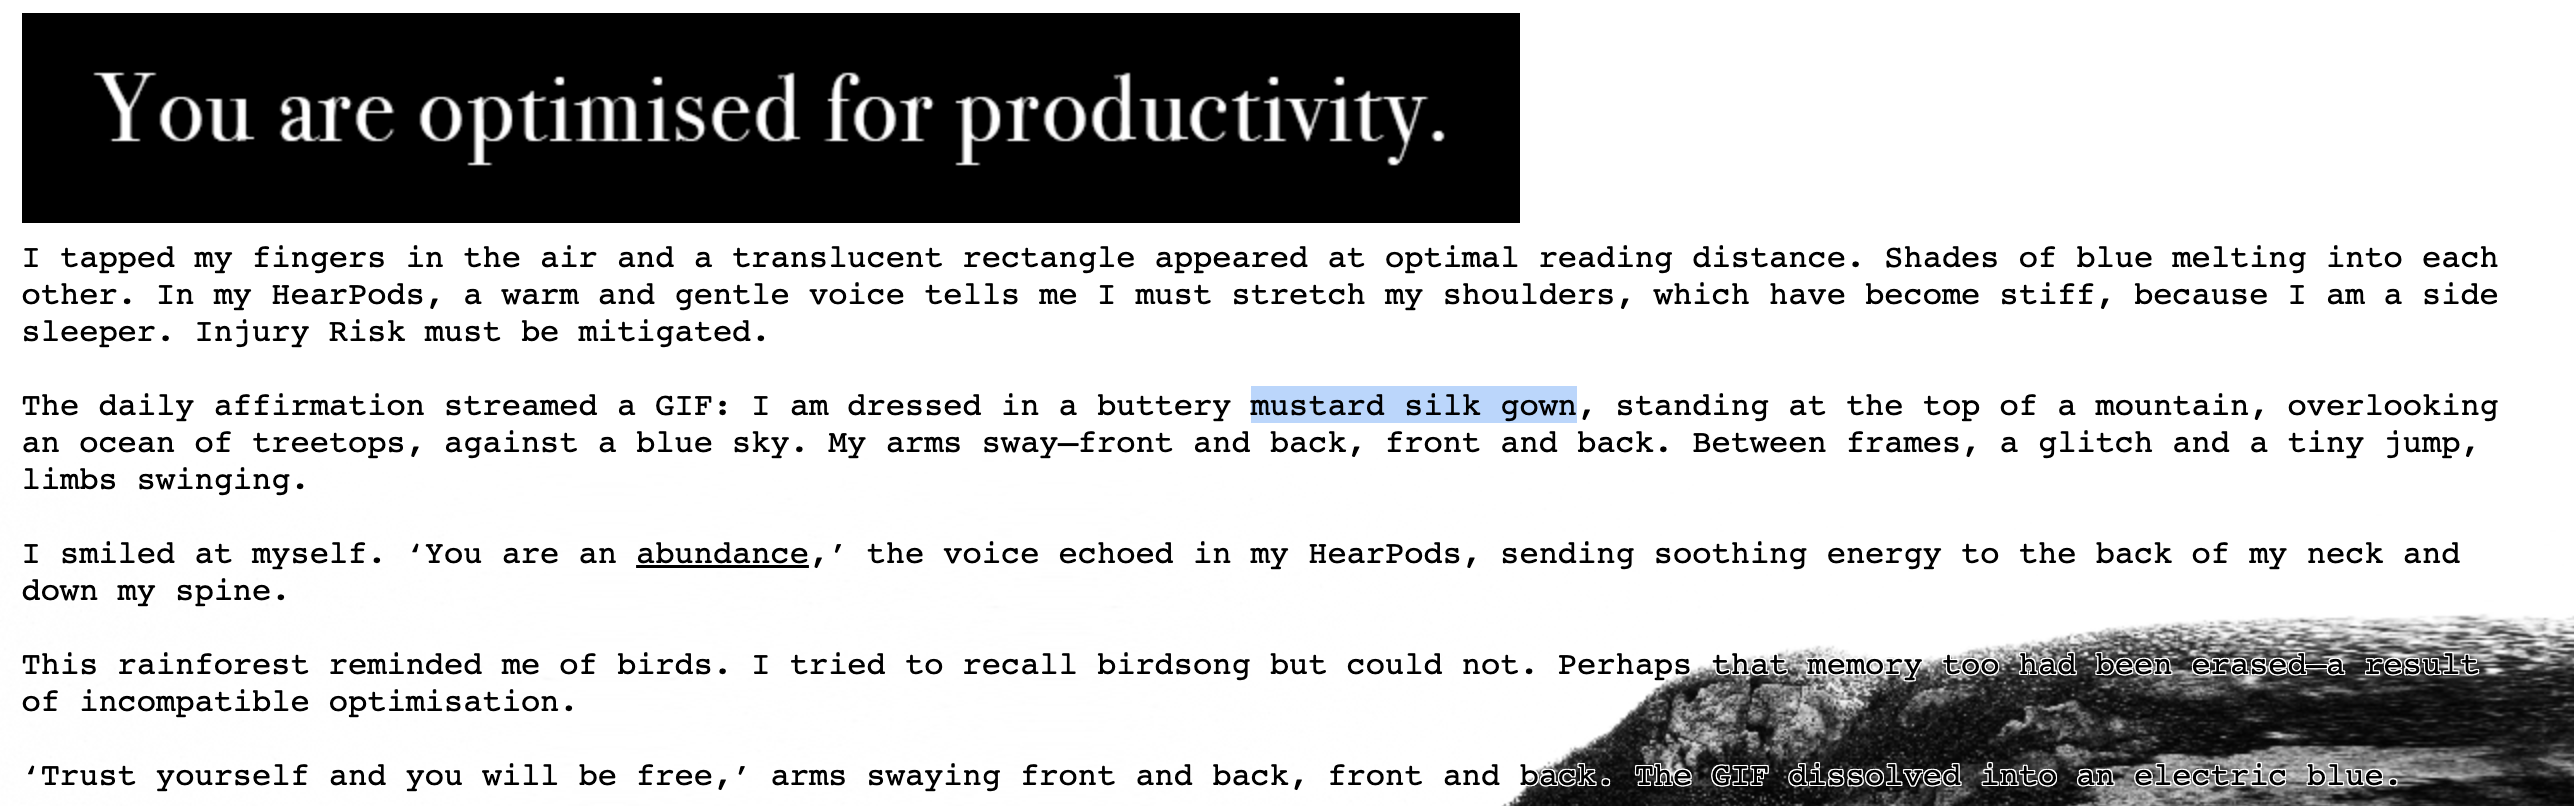 You are optimised for productivity.
I tapped my fingers in the air and a translucent rectangle appeared at optimal reading distance. Shades of blue melting into each
other. In my HearPods, a warm and gentle voice tells me I must stretch my shoulders, which have become stiff, because I am a side
sleeper. Injury Risk must be mitigated.
The daily affirmation streamed a GIF: I am dressed in a buttery mustard silk gown, standing at the top of a mountain, overlooking
an ocean of treetops, against a blue sky. My arms sway—front and back, front and back. Between frames, a glitch and a tiny jump,
limbs swinging.
I smiled at myself. ‘You are an abundance,’ the voice echoed in my HearPods, sending soothing energy to the back of my neck and
down my spine.
This rainforest reminded me of birds. I tried to recall birdsong but could not. Perhaps that memory too had been erased—a result
of incompatible optimisation.
‘Trust yourself and you will be free,’ arms swaying front and back, front and back. The GIF dissolved into an electric blue.